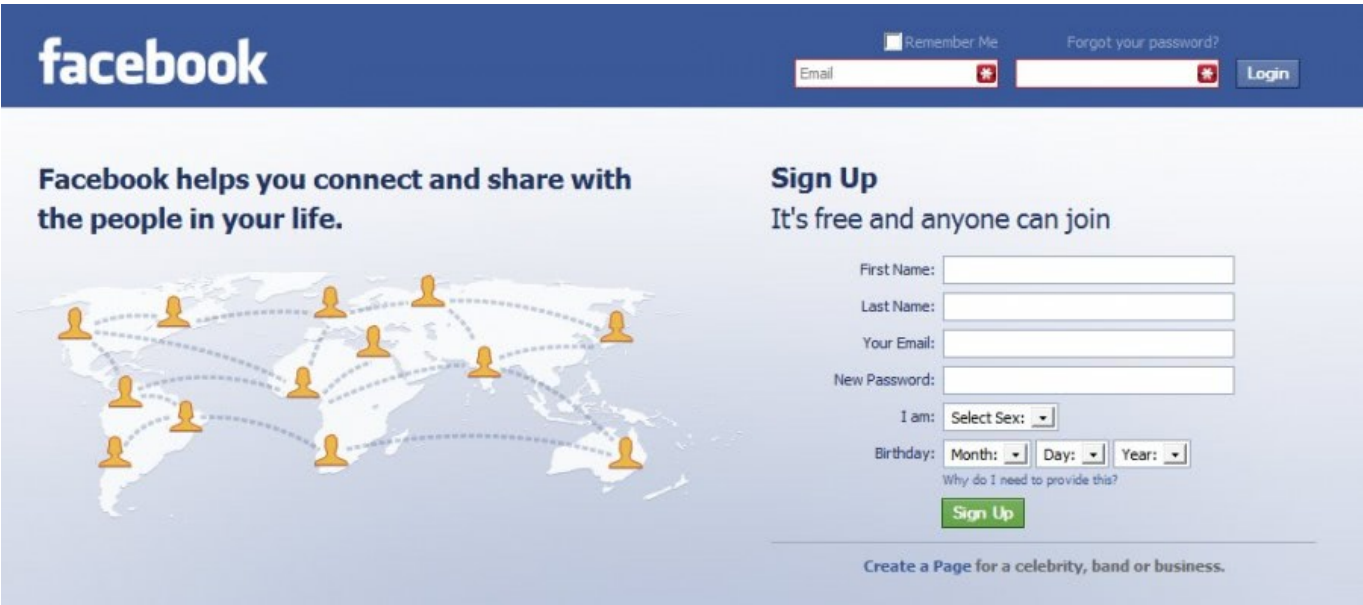 facebook
Remember Me
Forgot your password?
Email
Login
Facebook helps you connect and share with
the people in your life.
Sign Up
It's free and anyone can join
First Name:
Last Name:
Your Email:
New Password:
I am: Select Sex:
Birthday: Month: Day: Year:
Why do I need to provide this?
Sign Up
Create a Page for a celebrity, band or business.